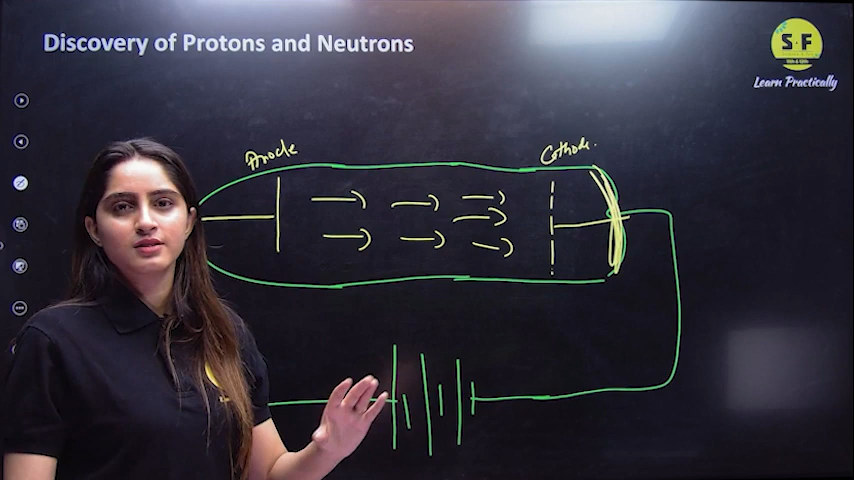 Discovery of Protons and Neutrons
S F
Learn Practically
Anode
Cathode.